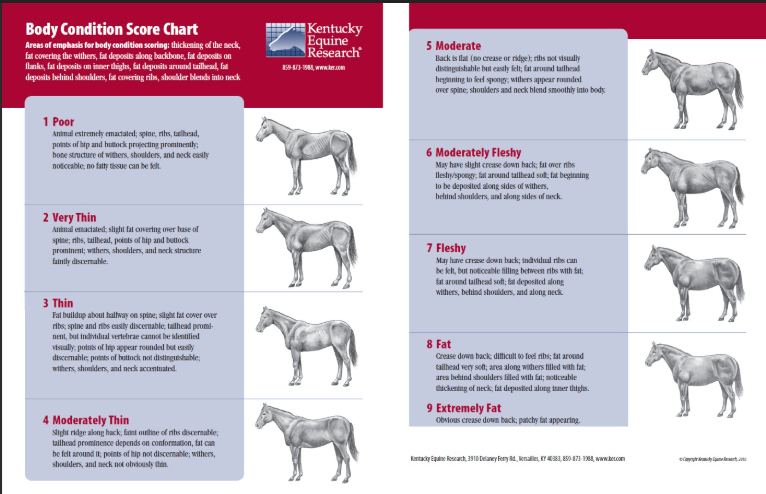 Body Condition Score Chart
Areas of emphasis for body condition scoring: thickening of the neck,
fat covering the withers, fat deposits along backbone, fat deposits on
flanks, fat deposits on inner thighs, fat deposits around tailhead, fat
deposits behind shoulders, fat covering ribs, shoulder blends into neck
Kentucky
Equine
Research®
859-873-1988, www.ker.com
1 Poor
Animal extremely emaciated; spine, ribs, tailhead,
points of hip and buttock projecting prominently;
bone structure of withers, shoulders, and neck easily
noticeable; no fatty tissue can be felt.
2 Very Thin
Animal emaciated; slight fat covering over base of
spine; ribs, tailhead, points of hip and buttock
prominent; withers, shoulders, and neck structure
faintly discernable.
3 Thin
Fat buildup about halfway on spine; slight fat cover over
ribs; spine and ribs easily discernable; tailhead promi-
nent, but individual vertebrae cannot be identified
visually; points of hip appear rounded but easily
discernable; points of buttock not distinguishable;
withers, shoulders, and neck accentuated.
4 Moderately Thin
Slight ridge along back; faint outline of ribs discernable;
tailhead prominence depends on conformation, fat can
be felt around it; points of hip not discernable; withers,
shoulders, and neck not obviously thin.
5 Moderate
Back is flat (no crease or ridge); ribs not visually
distinguishable but easily felt; fat around tailhead
beginning to feel spongy; withers appear rounded
over spine; shoulders and neck blend smoothly into body.
6 Moderately Fleshy
May have slight crease down back; fat over ribs
fleshy/spongy; fat around tailhead soft; fat beginning
to be deposited along sides of withers,
behind shoulders, and along sides of neck.
7 Fleshy
May have crease down back; individual ribs can
be felt, but noticeable filling between ribs with fat;
fat around tailhead soft; fat deposited along
withers, behind shoulders, and along neck.
8 Fat
Crease down back; difficult to feel ribs; fat around
tailhead very soft; area along withers filled with fat;
area behind shoulders filled with fat; noticeable
thickening of neck; fat deposited along inner thighs.
9 Extremely Fat
Obvious crease down back; patchy fat appearing.
Kentucky Equine Research, 3910 Delaney Ferry Rd., Versailles, KY 40383, 859-873-1988, www.ker.com
© Copyright Kentucky Equine Research,